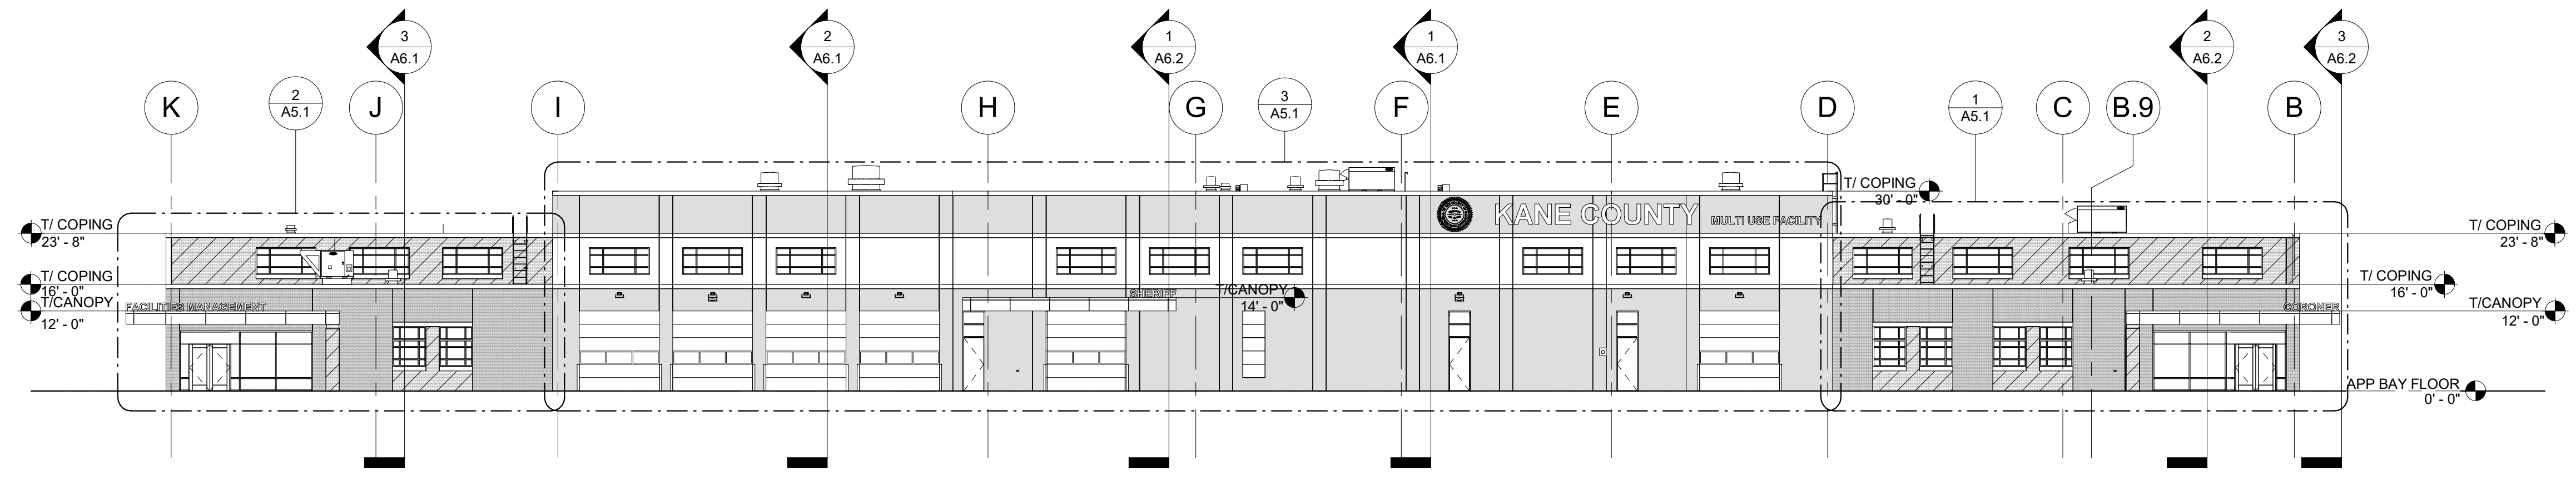 3
A6.1
2
A6.1
1
A6.2
1
A6.1
2
A6.2
3
A6.2
K
2
A5.1
J
I
H
G
3
A5.1
F
E
D
1
A5.1
C
B.9
B
T/ COPING
30' - 0"
KANE COUNTY
MULTI USE FACILITY
T/ COPING
23' - 8"
T/ COPING
23' - 8"
T/ COPING
16' - 0"
T/ COPING
16' - 0"
T/CANOPY
12' - 0"
FACILITIES MANAGEMENT
SHERIFF
T/CANOPY
14' - 0"
CORONER
T/CANOPY
12' - 0"
APP BAY FLOOR
0' - 0"